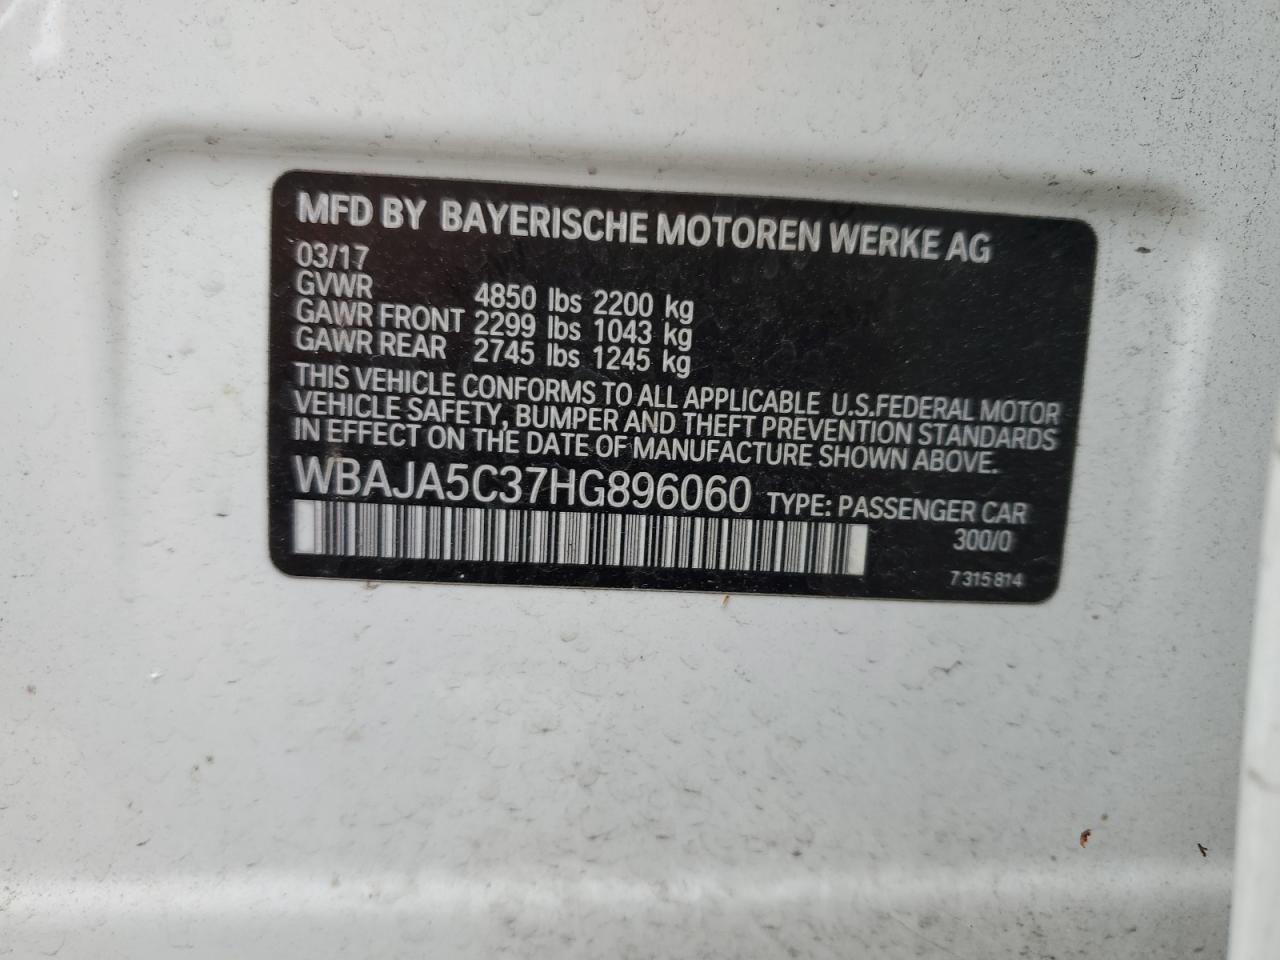 MFD BY BAYERISCHE MOTOREN WERKE AG
03/17
GVWR 4850 lbs 2200 kg
GAWR FRONT 2299 lbs 1043 kg
GAWR REAR 2745 lbs 1245 kg
THIS VEHICLE CONFORMS TO ALL APPLICABLE U.S.FEDERAL MOTOR
VEHICLE SAFETY, BUMPER AND THEFT PREVENTION STANDARDS
IN EFFECT ON THE DATE OF MANUFACTURE SHOWN ABOVE.
WBAJA5C37HG896060 TYPE: PASSENGER CAR
300/0
7 315 814